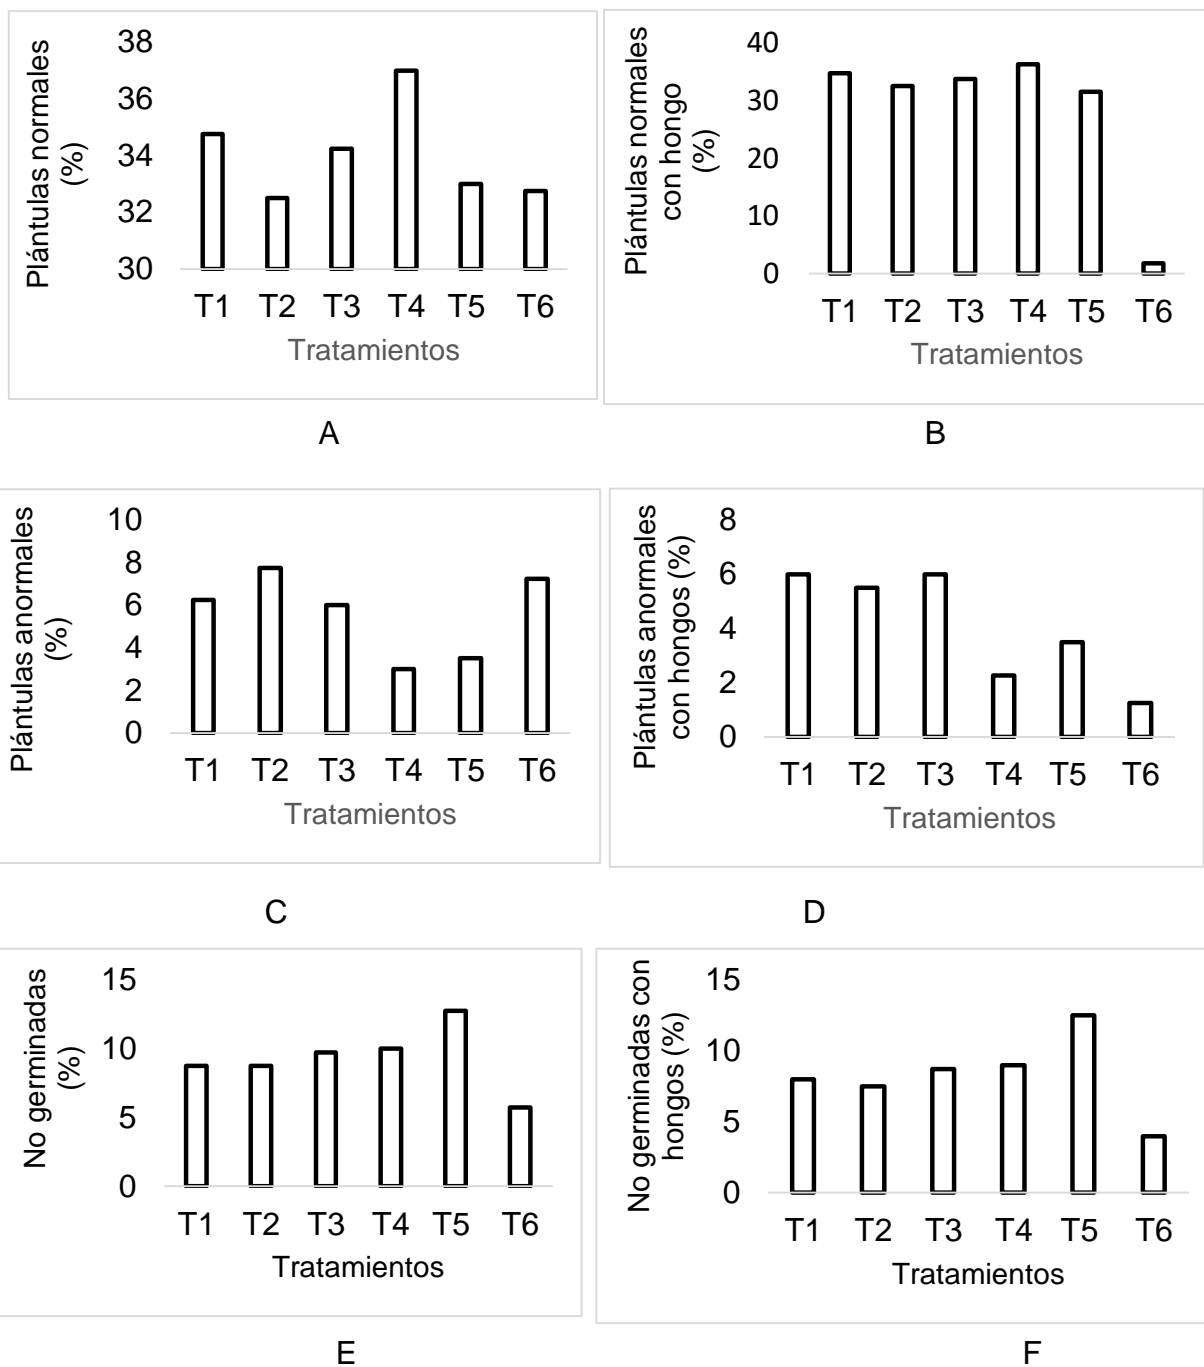 Plántulas normales
(%)
38
36
34
32
30
T1 T2 T3 T4 T5 T6
Tratamientos
A
Plántulas normales
con hongo
(%)
40
30
20
10
0
T1 T2 T3 T4 T5 T6
Tratamientos
B
Plántulas anormales
(%)
10
8
6
4
2
0
T1 T2 T3 T4 T5 T6
Tratamientos
C
Plántulas anormales
con hongos (%)
8
6
4
2
0
T1 T2 T3 T4 T5 T6
Tratamientos
D
No germinadas
(%)
15
10
5
0
T1 T2 T3 T4 T5 T6
Tratamientos
E
No germinadas con
hongos (%)
15
10
5
0
T1 T2 T3 T4 T5 T6
Tratamientos
F